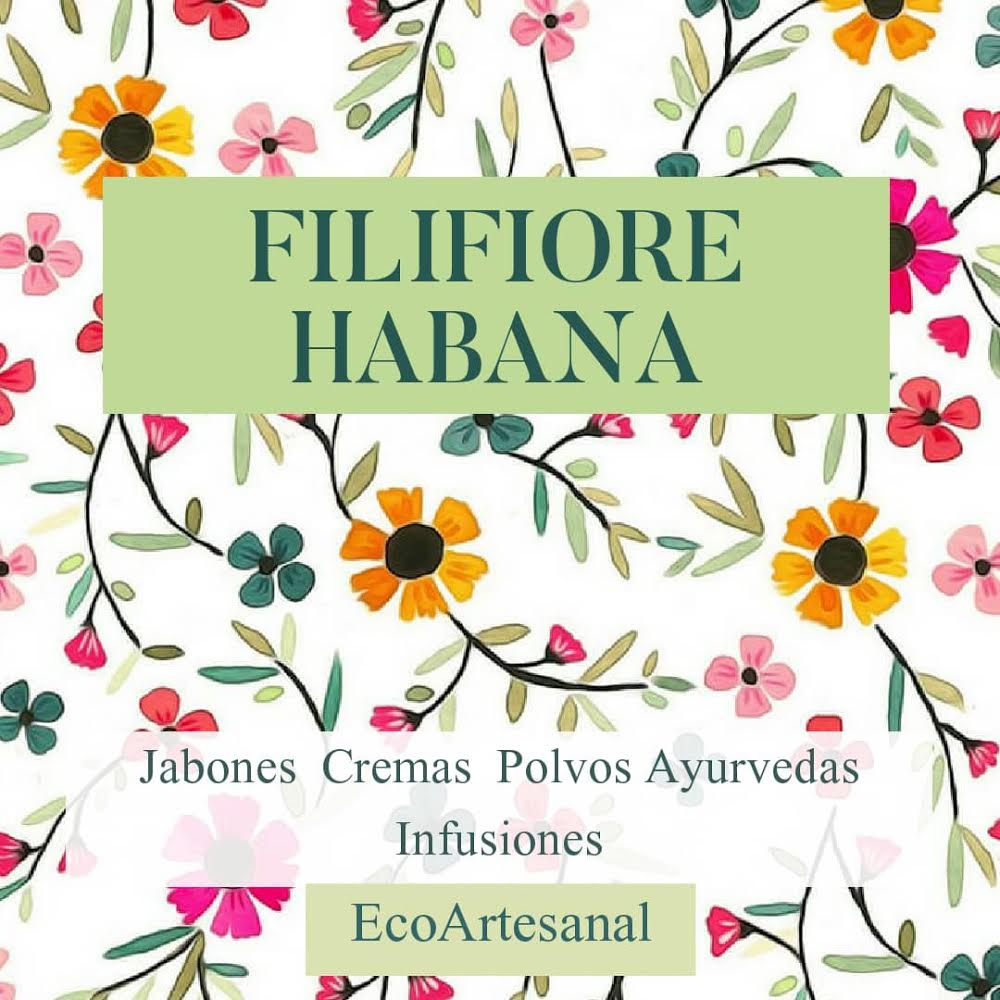 FILIFIORE
HABANA
Jabones Cremas Polvos Ayurvedas
Infusiones
EcoArtesanal